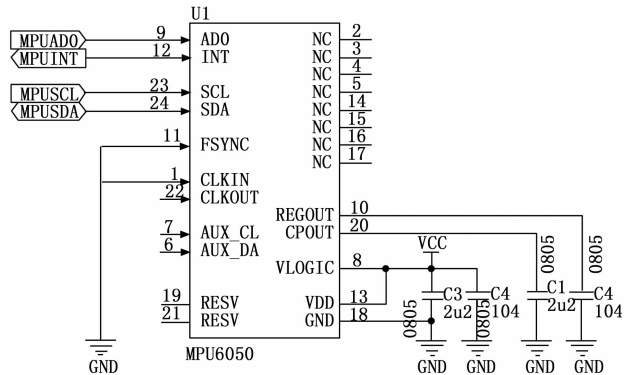 U1
MPUADO 9 ADO NC 2
MPUINT 12 INT NC 3
NC 4
MPUSCL 23 SCL NC 5
MPUSDA 24 SDA NC 14
NC 15
11 FSYNC NC 16
NC 17
1 CLKIN
22 CLKOUT
REGOUT 10
7 AUX_CL CPOUT 20
6 AUX_DA VCC
VLOGIC 8
0805 0805
19 RESV VDD 13 C3 C4 C1 C4
21 RESV GND 18 2u2 104 2u2 104
0805 0805
MPU6050
GND GND GND GND GND